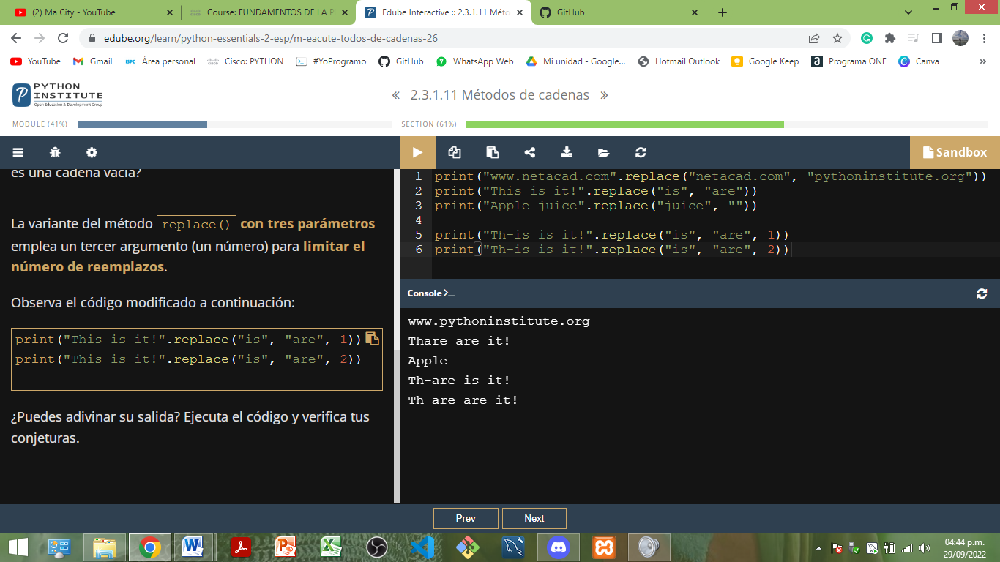 (2) Ma City - YouTube
Course: FUNDAMENTOS DE LA P
Edube Interactive :: 2.3.1.11 Méto
GitHub
edube.org/learn/python-essentials-2-esp/m-eacute-todos-de-cadenas-26
YouTube
Gmail
Área personal
Cisco: PYTHON
#YoProgramo
GitHub
WhatsApp Web
Mi unidad - Google...
Hotmail Outlook
Google Keep
Programa ONE
Canva
PYTHON
INSTITUTE
Open Education & Development Group
« 2.3.1.11 Métodos de cadenas »
MODULE (41%)
SECTION (61%)
Sandbox
es una cadena vacía?
La variante del método replace() con tres parámetros
emplea un tercer argumento (un número) para limitar el
número de reemplazos.
Observa el código modificado a continuación:
print("This is it!".replace("is", "are", 1))
print("This is it!".replace("is", "are", 2))
¿Puedes adivinar su salida? Ejecuta el código y verifica tus
conjeturas.
1 print("www.netacad.com".replace("netacad.com", "pythoninstitute.org"))
2 print("This is it!".replace("is", "are"))
3 print("Apple juice".replace("juice", ""))
4
5 print("Th-is is it!".replace("is", "are", 1))
6 print("Th-is is it!".replace("is", "are", 2))
Console
www.pythoninstitute.org
Thare are it!
Apple
Th-are is it!
Th-are are it!
Prev
Next
04:44 p.m.
29/09/2022